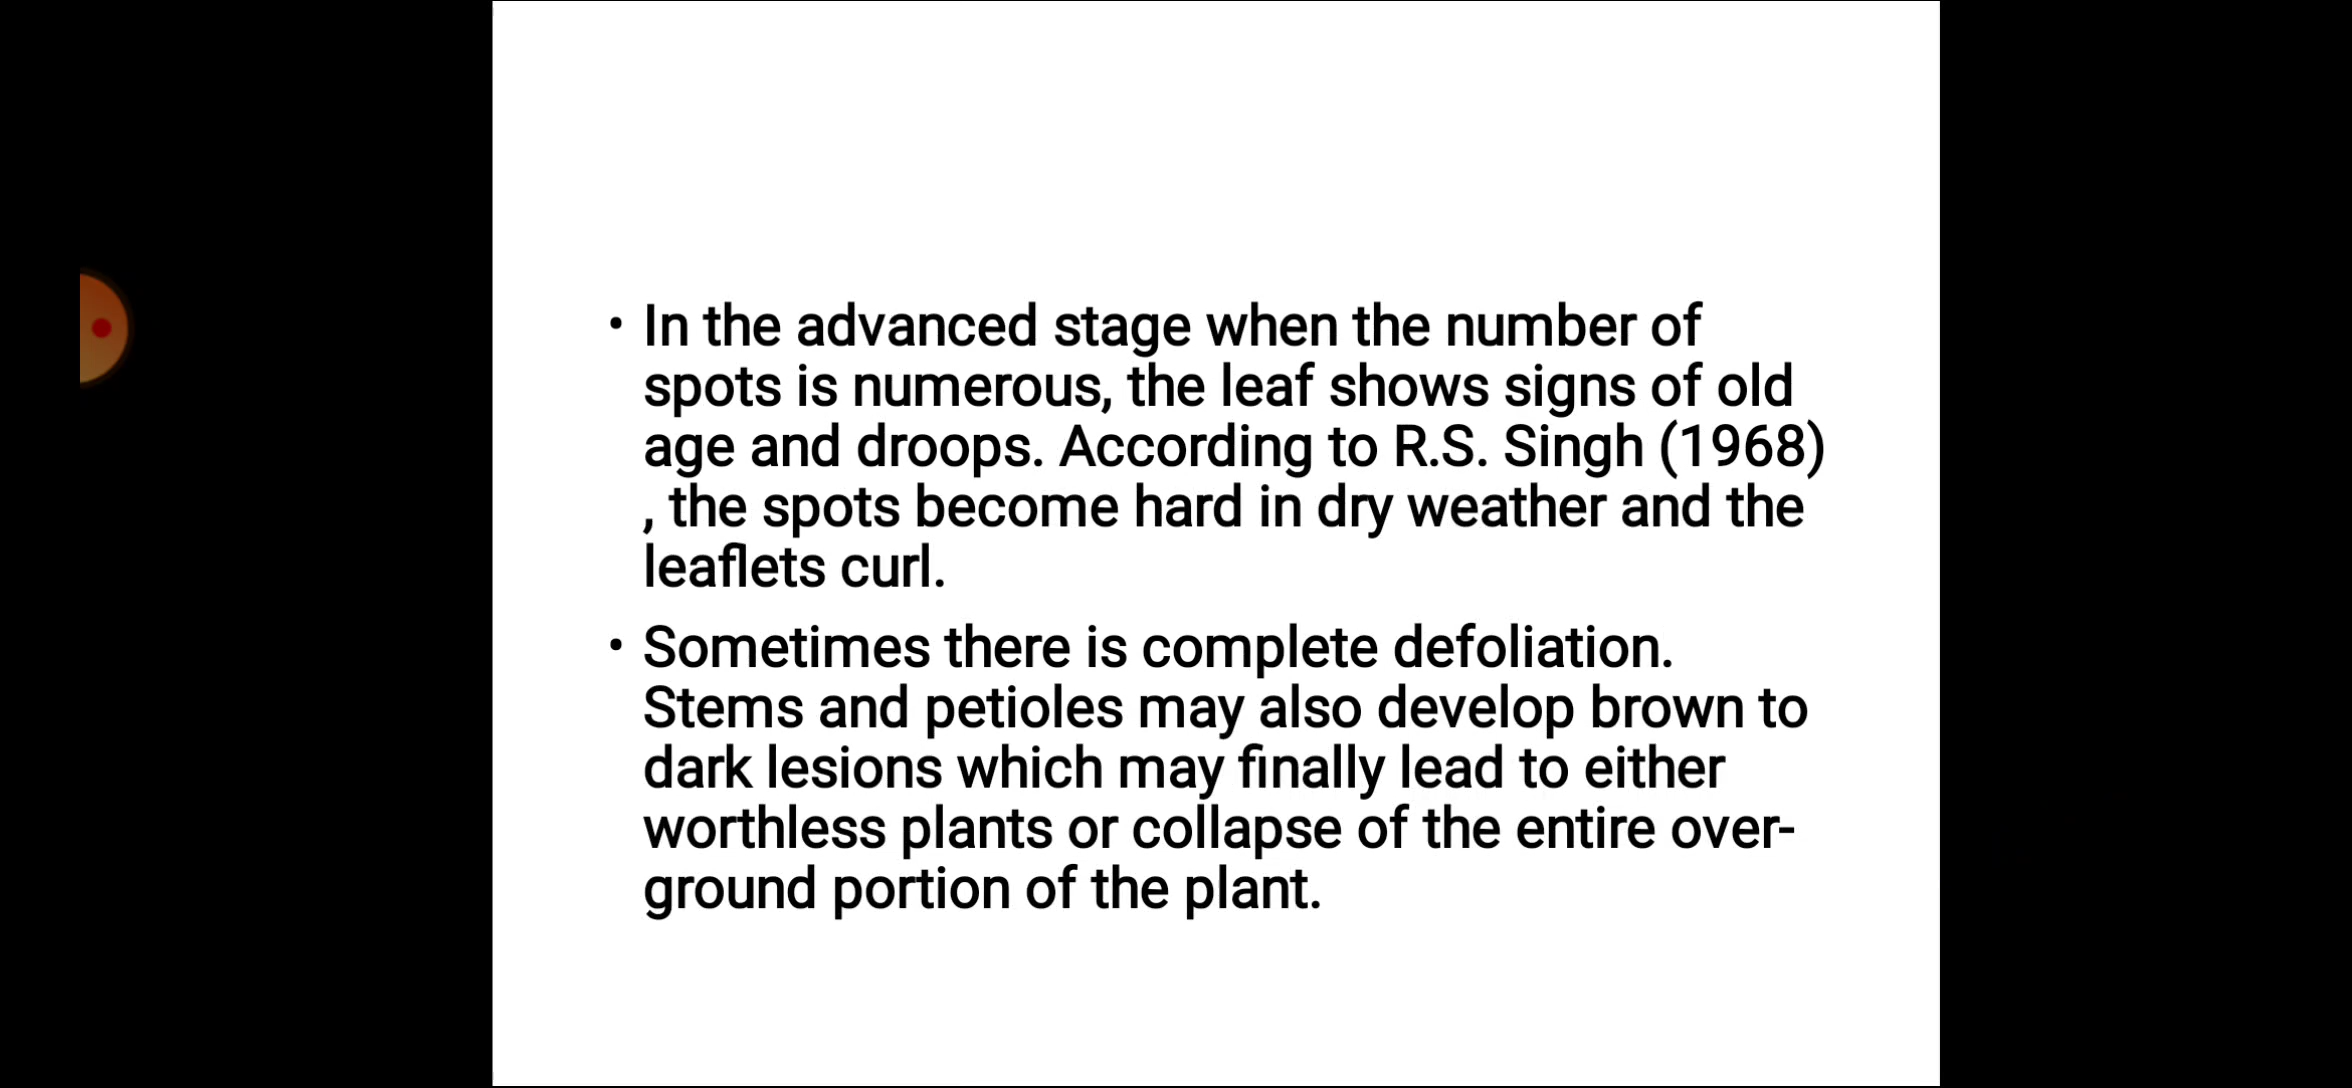 • In the advanced stage when the number of
spots is numerous, the leaf shows signs of old
age and droops. According to R.S. Singh (1968)
, the spots become hard in dry weather and the
leaflets curl.
• Sometimes there is complete defoliation.
Stems and petioles may also develop brown to
dark lesions which may finally lead to either
worthless plants or collapse of the entire over-
ground portion of the plant.